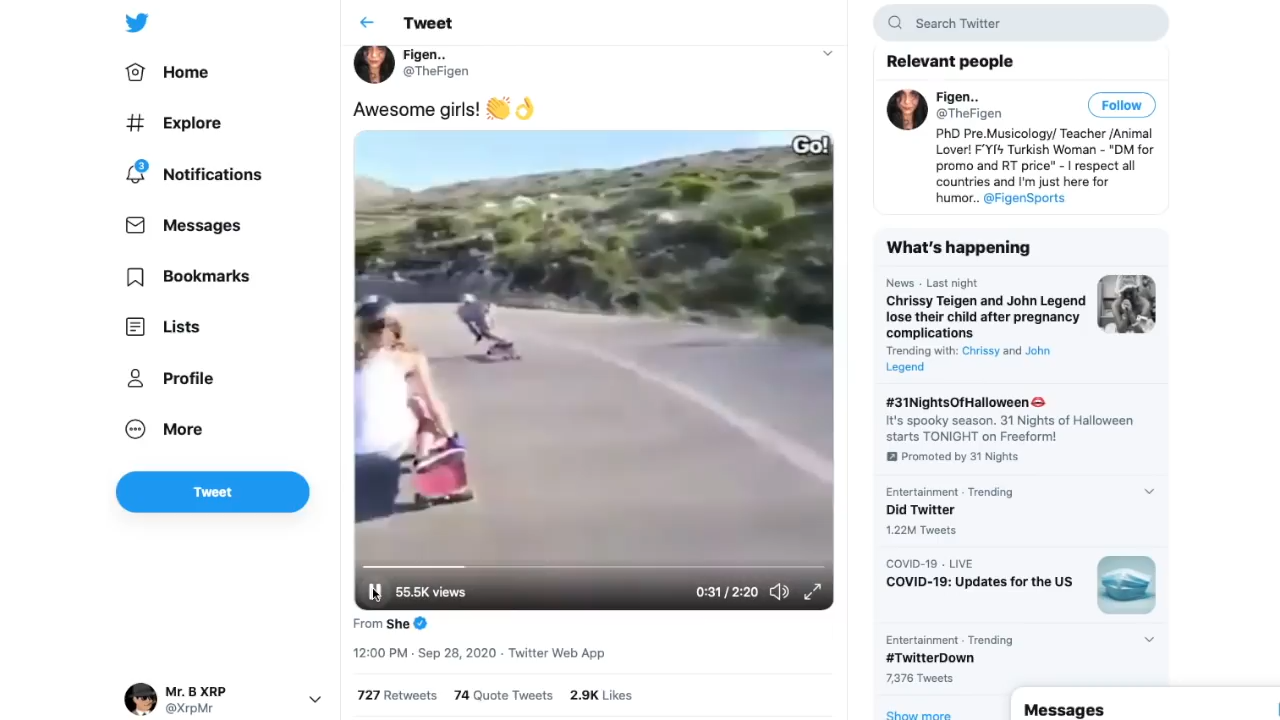 Home
Explore
3
Notifications
Messages
Bookmarks
Lists
Profile
More
Tweet
Mr. B XRP
@XrpMr
Tweet
Figen..
@TheFigen
Awesome girls! 👏👌
Go!
55.5K views
0:31 / 2:20
From She
12:00 PM · Sep 28, 2020 · Twitter Web App
727 Retweets 74 Quote Tweets 2.9K Likes
Search Twitter
Relevant people
Figen..
@TheFigen
Follow
PhD Pre.Musicology/ Teacher /Animal
Lover! Turkish Woman - "DM for
promo and RT price" - I respect all
countries and I'm just here for
humor.. @FigenSports
What's happening
News · Last night
Chrissy Teigen and John Legend
lose their child after pregnancy
complications
Trending with: Chrissy and John
Legend
#31NightsOfHalloween
It's spooky season. 31 Nights of Halloween
starts TONIGHT on Freeform!
Promoted by 31 Nights
Entertainment · Trending
Did Twitter
1.22M Tweets
COVID-19 · LIVE
COVID-19: Updates for the US
Entertainment · Trending
#TwitterDown
7,376 Tweets
Show more
Messages